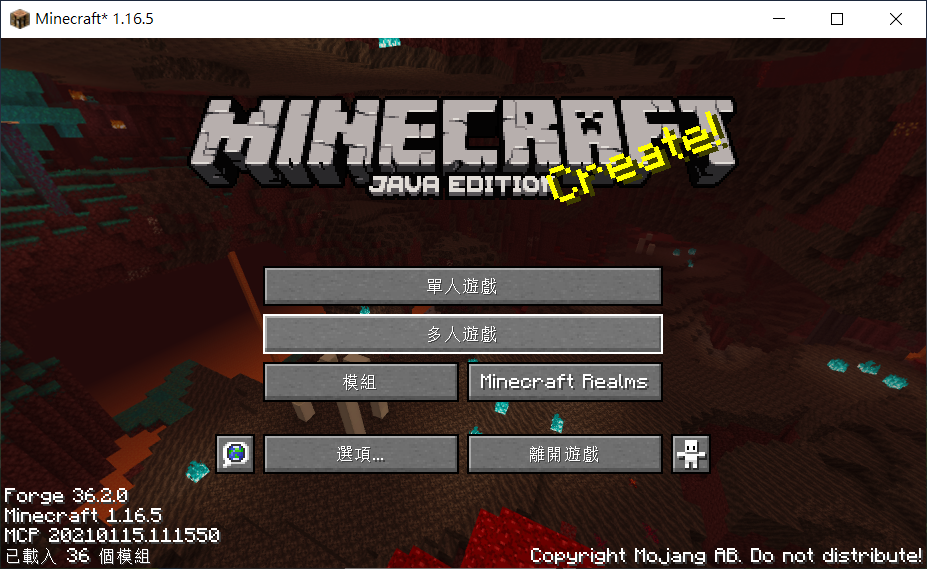 Minecraft* 1.16.5
MINECRAFT
JAVA EDITION
Create!
單人遊戲
多人遊戲
模組
Minecraft Realms
選項...
離開遊戲
Forge 36.2.0
Minecraft 1.16.5
MCP 20210115.111550
已載入 36 個模組
Copyright Mojang AB. Do not distribute!